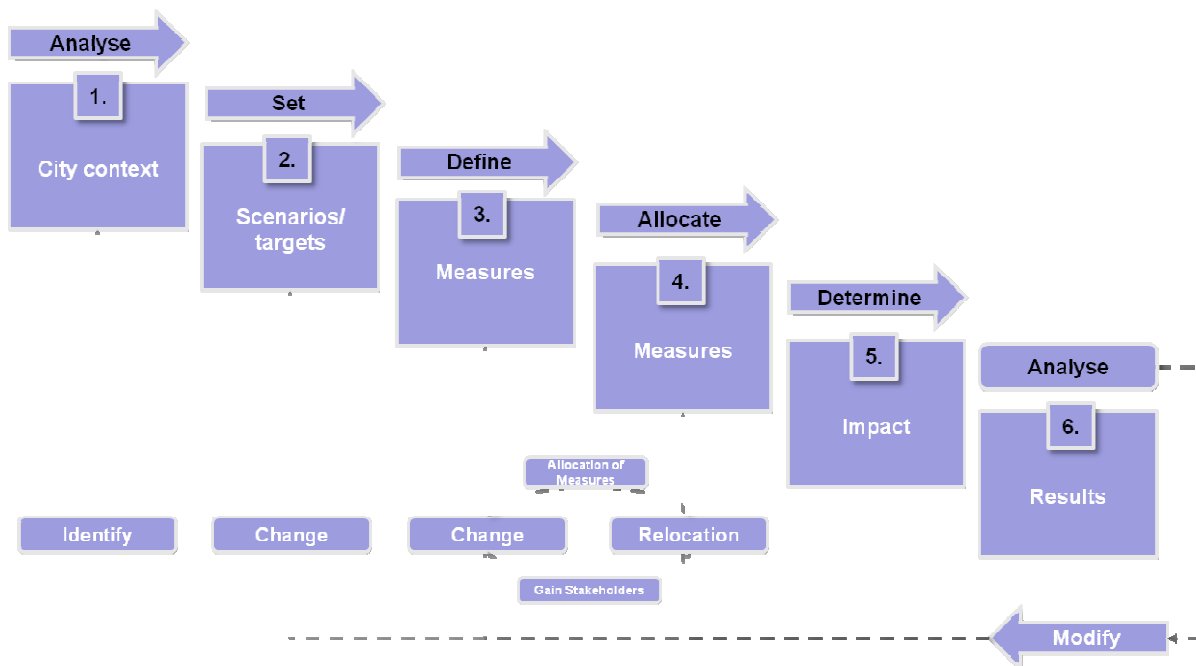 Analyse
1.
City context
Set
2.
Scenarios/
targets
Define
3.
Measures
Allocate
4.
Measures
Determine
5.
Impact
Analyse
6.
Results
Allocation of
Measures
Identify
Change
Change
Relocation
Gain Stakeholders
Modify